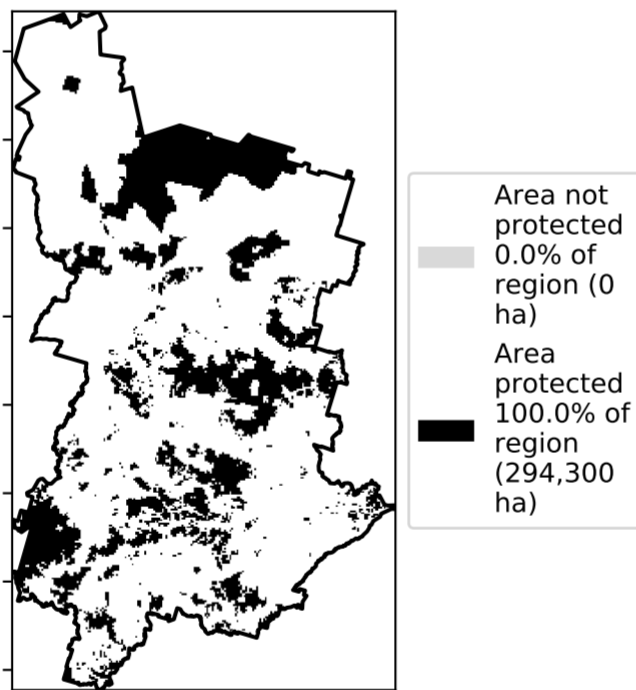 Area not
protected
0.0% of
region (0
ha)
Area
protected
100.0% of
region
(294,300
ha)